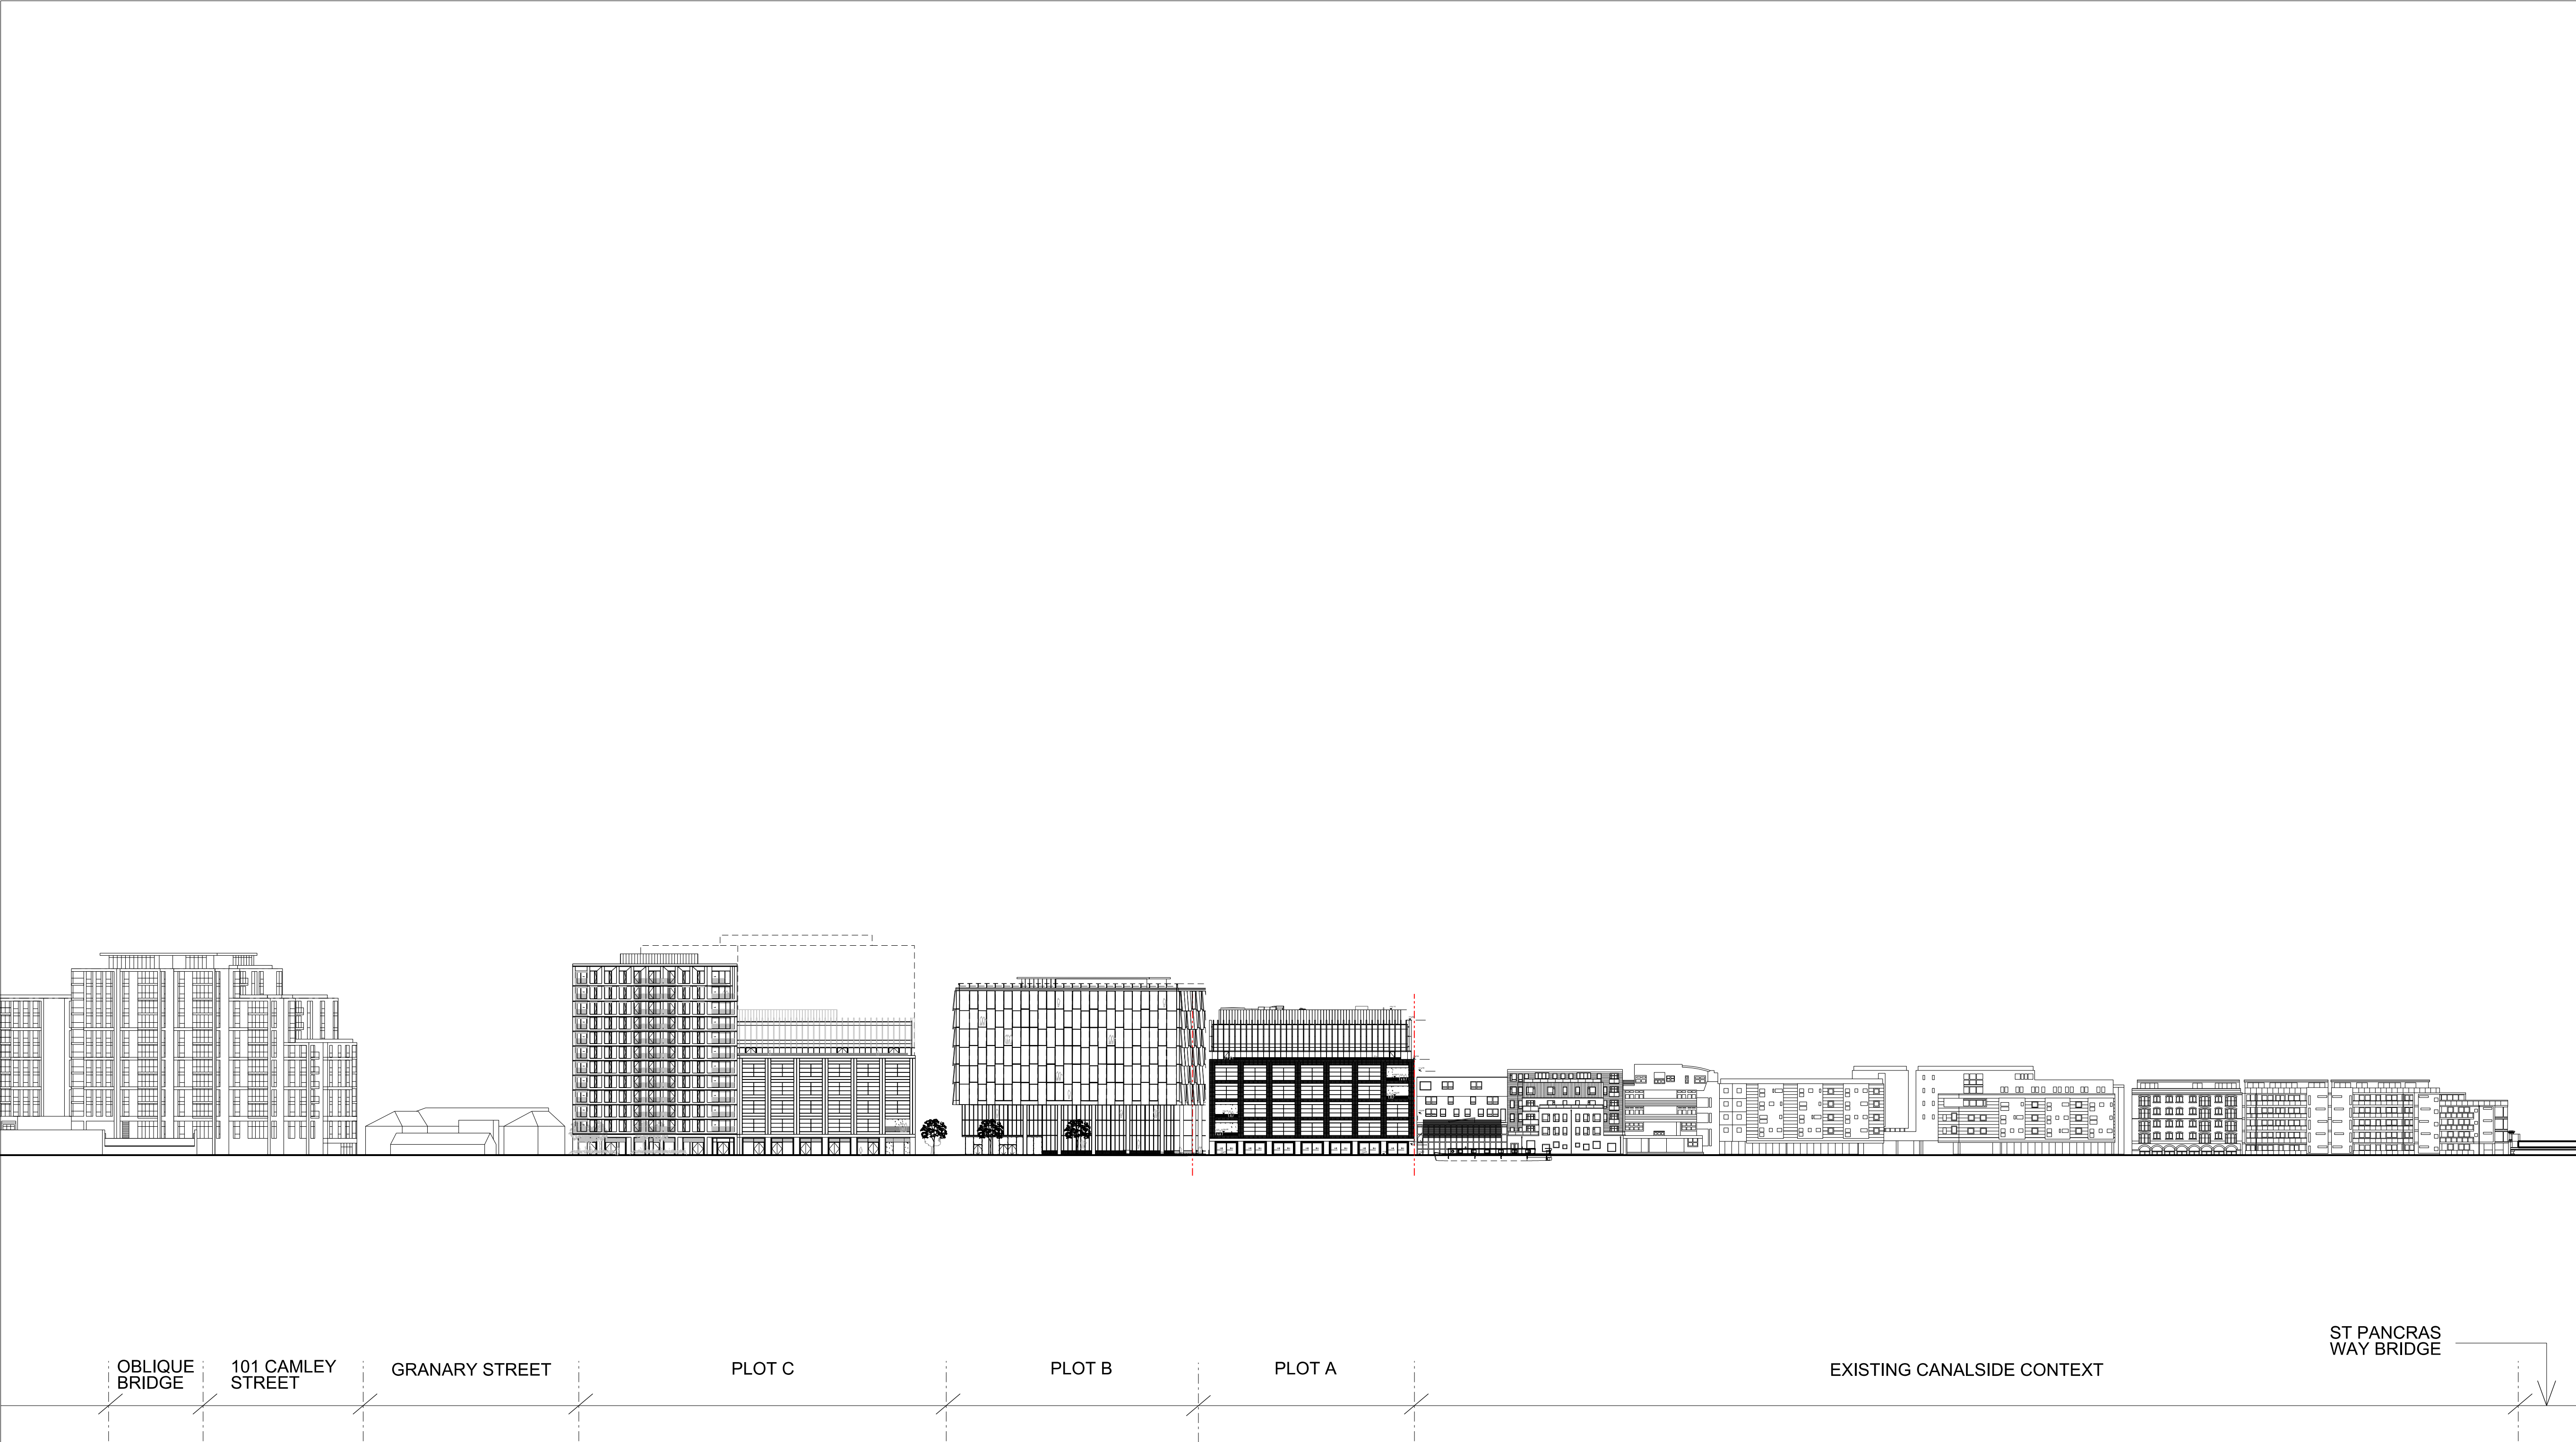 ST PANCRAS
WAY BRIDGE
OBLIQUE
BRIDGE
101 CAMLEY
STREET
GRANARY STREET
PLOT C
PLOT B
PLOT A
EXISTING CANALSIDE CONTEXT